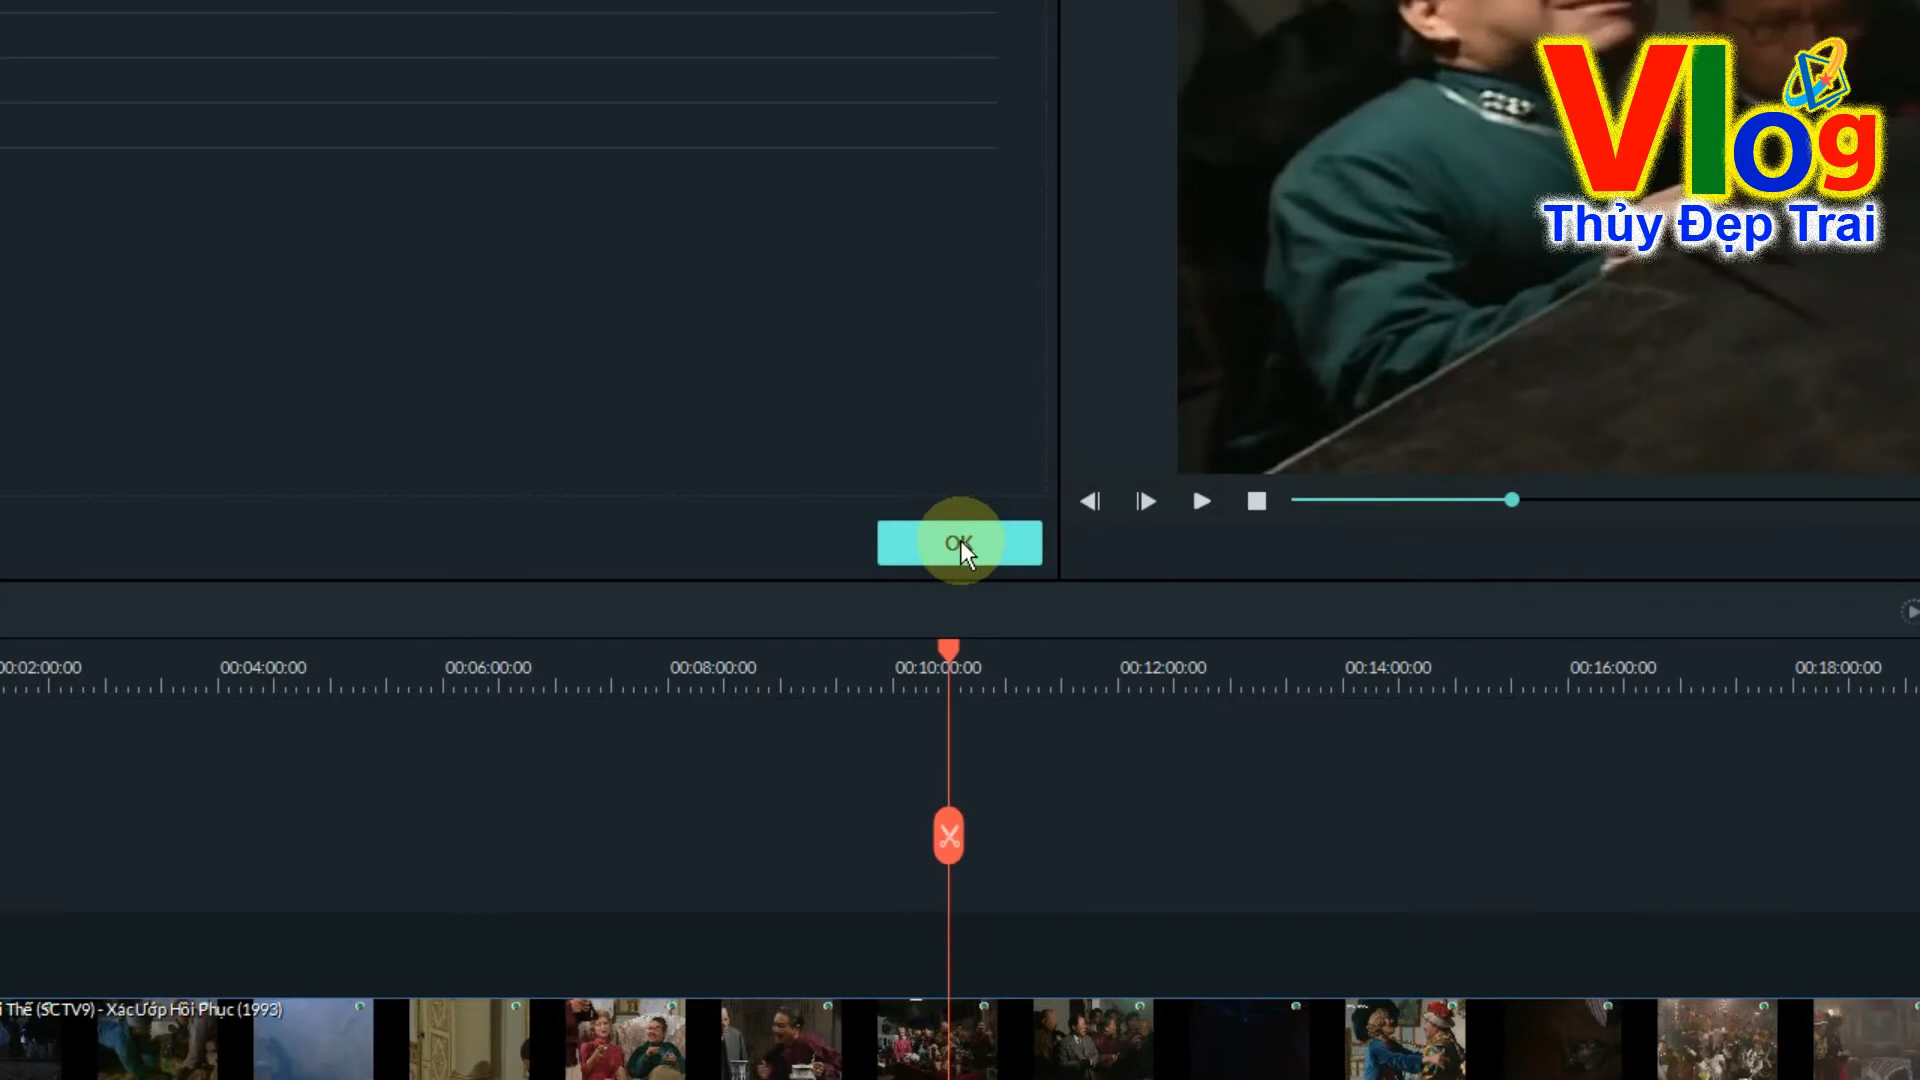 Vlog
Thủy Đẹp Trai
OK
00:02:00:00 00:04:00:00 00:06:00:00 00:08:00:00 00:10:00:00 00:12:00:00 00:14:00:00 00:16:00:00 00:18:00:00
i Thế (SCTV9) - Xác Ướp Hồi Phục (1993)